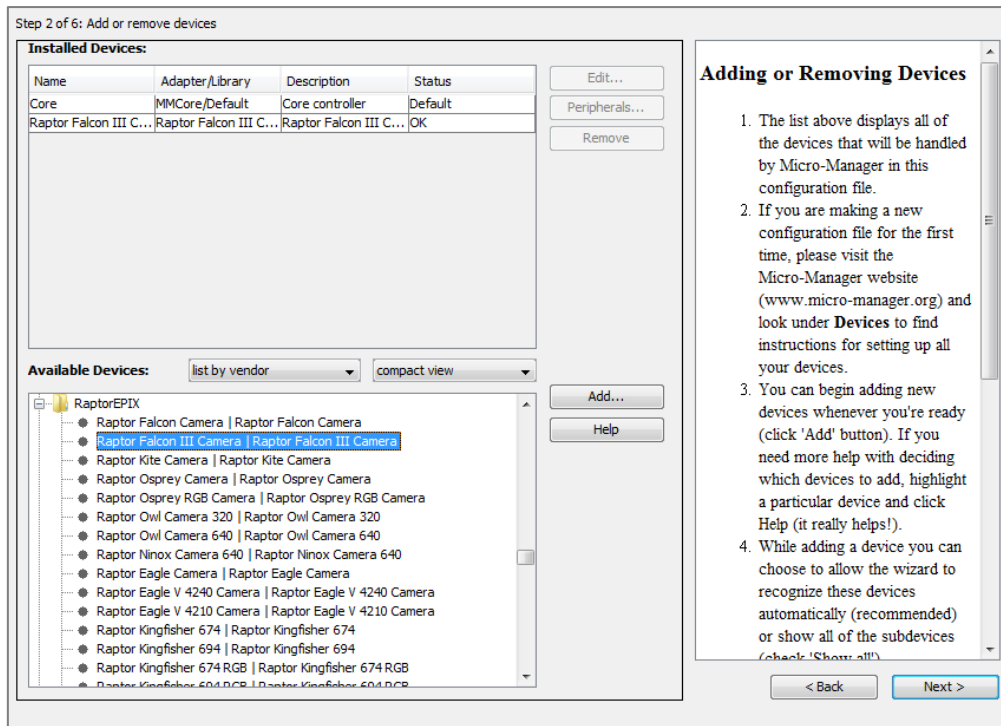 Step 2 of 6: Add or remove devices
Installed Devices:
Name Adapter/Library Description Status
Core MMCore/Default Core controller Default
Raptor Falcon III C... Raptor Falcon III C... Raptor Falcon III C... OK
Edit...
Peripherals...
Remove
Available Devices: list by vendor compact view
RaptorEPIX
Raptor Falcon Camera | Raptor Falcon Camera
Raptor Falcon III Camera | Raptor Falcon III Camera
Raptor Kite Camera | Raptor Kite Camera
Raptor Osprey Camera | Raptor Osprey Camera
Raptor Osprey RGB Camera | Raptor Osprey RGB Camera
Raptor Owl Camera 320 | Raptor Owl Camera 320
Raptor Owl Camera 640 | Raptor Owl Camera 640
Raptor Ninox Camera 640 | Raptor Ninox Camera 640
Raptor Eagle Camera | Raptor Eagle Camera
Raptor Eagle V 4240 Camera | Raptor Eagle V 4240 Camera
Raptor Eagle V 4210 Camera | Raptor Eagle V 4210 Camera
Raptor Kingfisher 674 | Raptor Kingfisher 674
Raptor Kingfisher 694 | Raptor Kingfisher 694
Raptor Kingfisher 674 RGB | Raptor Kingfisher 674 RGB
Raptor Kingfisher 694 RGB | Raptor Kingfisher 694 RGB
Add...
Help
Adding or Removing Devices
1. The list above displays all of
the devices that will be handled
by Micro-Manager in this
configuration file.
2. If you are making a new
configuration file for the first
time, please visit the
Micro-Manager website
(www.micro-manager.org) and
look under Devices to find
instructions for setting up all
your devices.
3. You can begin adding new
devices whenever you're ready
(click 'Add' button). If you
need more help with deciding
which devices to add, highlight
a particular device and click
Help (it really helps!).
4. While adding a device you can
choose to allow the wizard to
recognize these devices
automatically (recommended)
or show all of the subdevices
(check 'Show all')
< Back
Next >